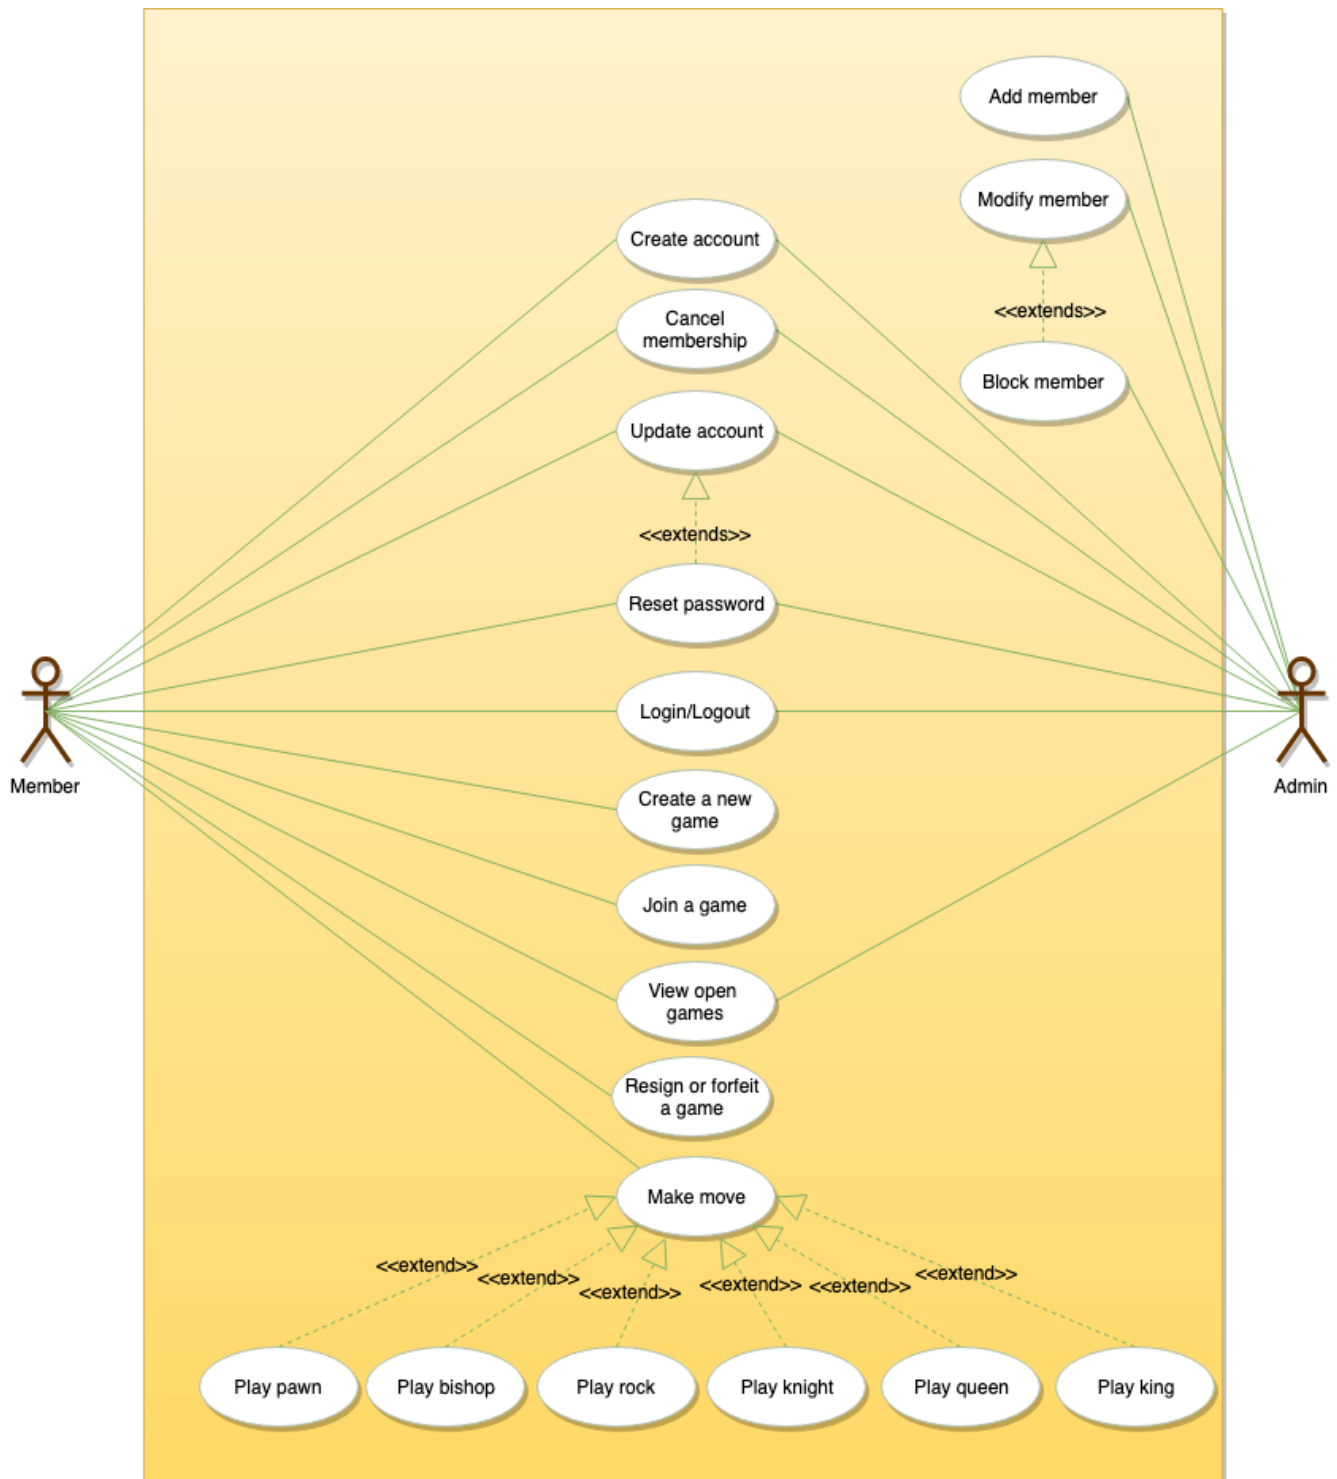 Add member
Modify member
Create account
<<extends>>
Cancel
membership
Block member
Update account
<<extends>>
Reset password
Login/Logout
Member
Admin
Create a new
game
Join a game
View open
games
Resign or forfeit
a game
Make move
<<extend>>
<<extend>>
<<extend>>
<<extend>>
<<extend>>
<<extend>>
Play pawn
Play bishop
Play rock
Play knight
Play queen
Play king